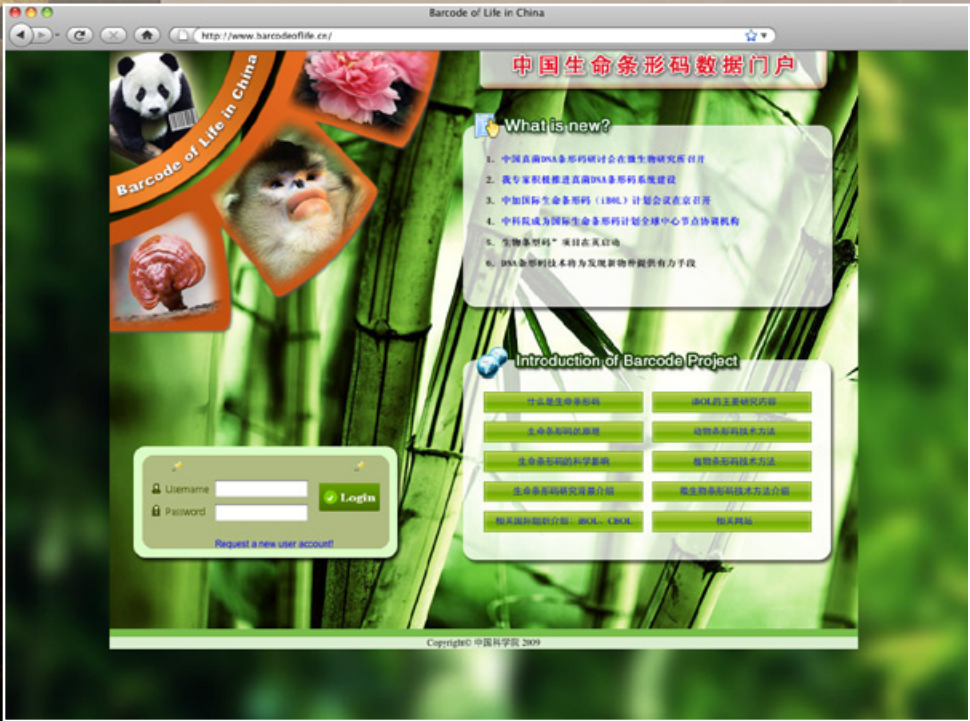 Barcode of Life in China
http://www.barcodeoflife.cn/
Barcode of Life in China
中国生命条形码数据门户
What is new?
1. 中国真菌DNA条形码研讨会在微生物研究所召开
2. 我专家积极推进真菌DNA条形码系统建设
3. 中加国际生命条形码（iBOL）计划会议在京召开
4. 中科院成为国际生命条形码计划全球中心节点协调机构
5. 生物条型码”项目在英启动
6. DNA条形码技术将为发现新物种提供有力手段
Introduction of Barcode Project
什么是生命条形码
iBOL的主要研究内容
生命条形码的原理
动物条形码技术方法
生命条形码的科学影响
植物条形码技术方法
生命条形码研究背景介绍
微生物条形码技术方法介绍
相关国际组织介绍：iBOL、CBOL
相关网站
Username
Login
Password
Request a new user account!
Copyright© 中国科学院 2009